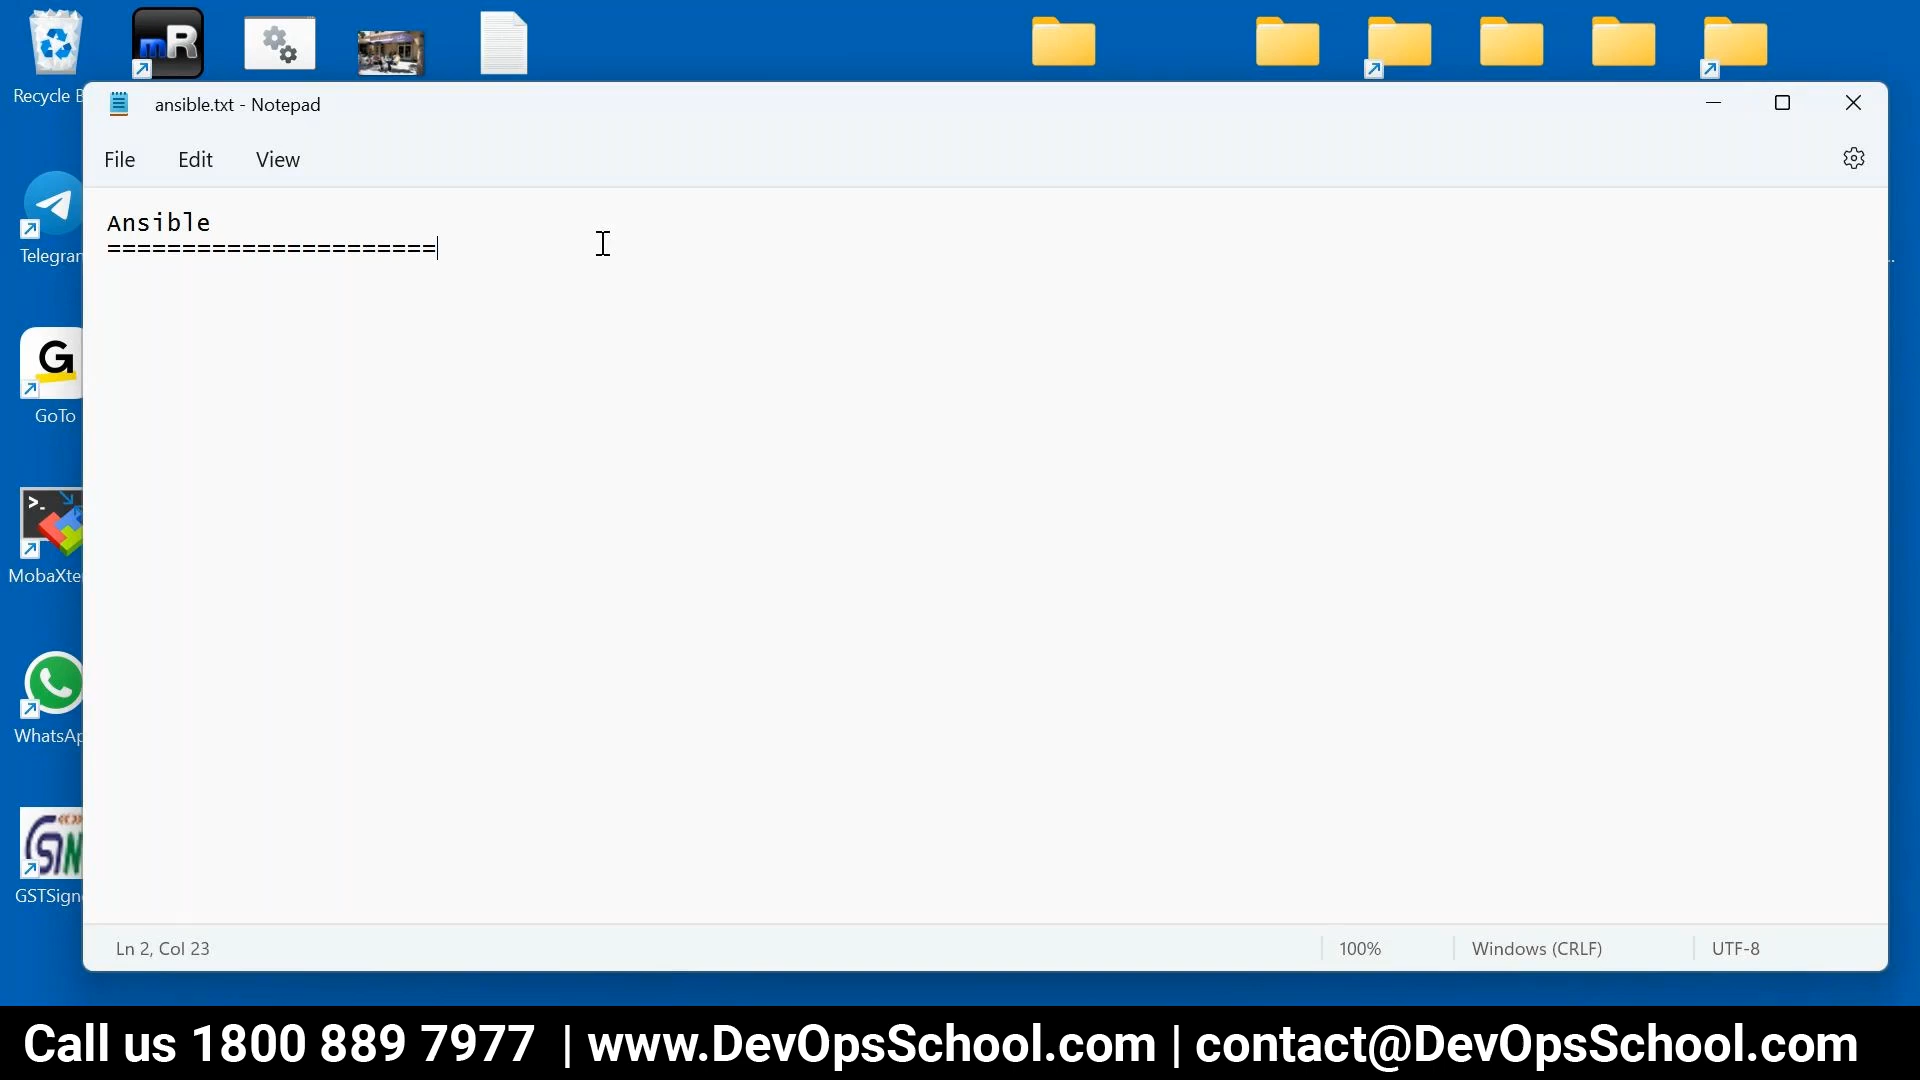 Recycle B
ansible.txt - Notepad
File Edit View
Ansible
======================
Telegram
G
GoTo
MobaXte
WhatsAp
GSTSign
Ln 2, Col 23 100% Windows (CRLF) UTF-8
Call us 1800 889 7977 | www.DevOpsSchool.com | contact@DevOpsSchool.com